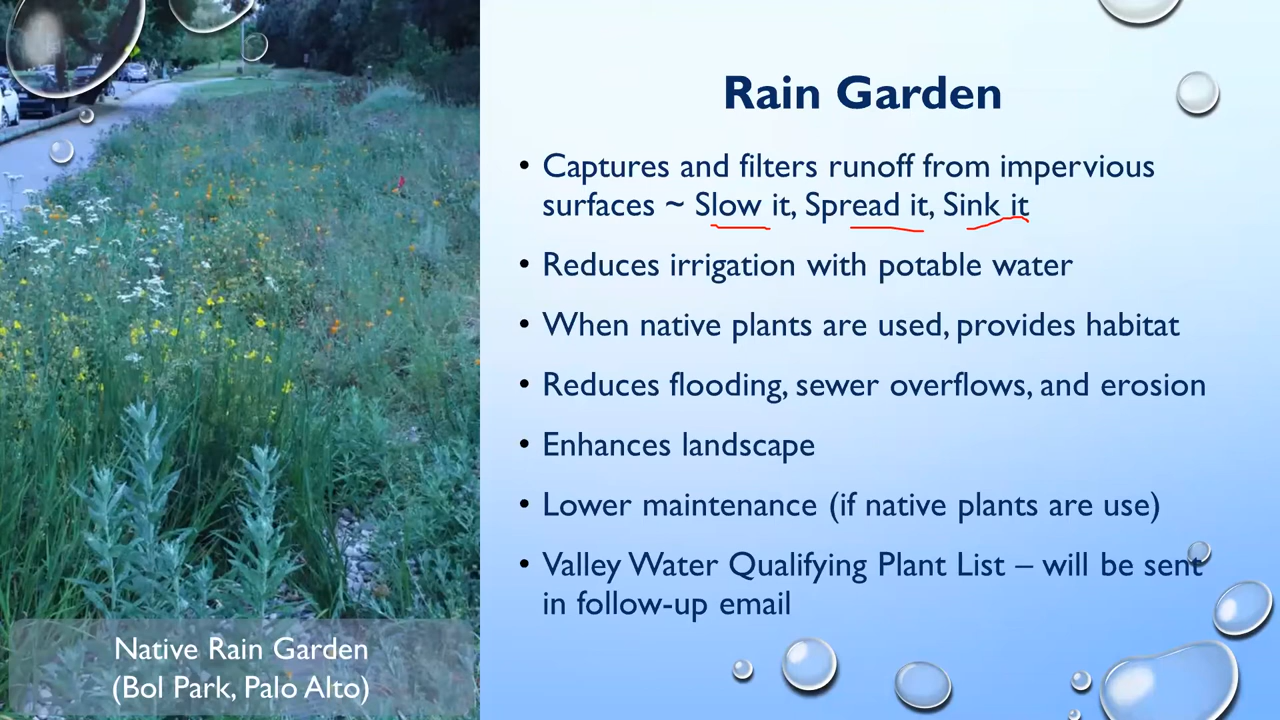 Rain Garden
• Captures and filters runoff from impervious
surfaces ~ Slow it, Spread it, Sink it
• Reduces irrigation with potable water
• When native plants are used, provides habitat
• Reduces flooding, sewer overflows, and erosion
• Enhances landscape
• Lower maintenance (if native plants are use)
• Valley Water Qualifying Plant List – will be sent
in follow-up email
Native Rain Garden
(Bol Park, Palo Alto)